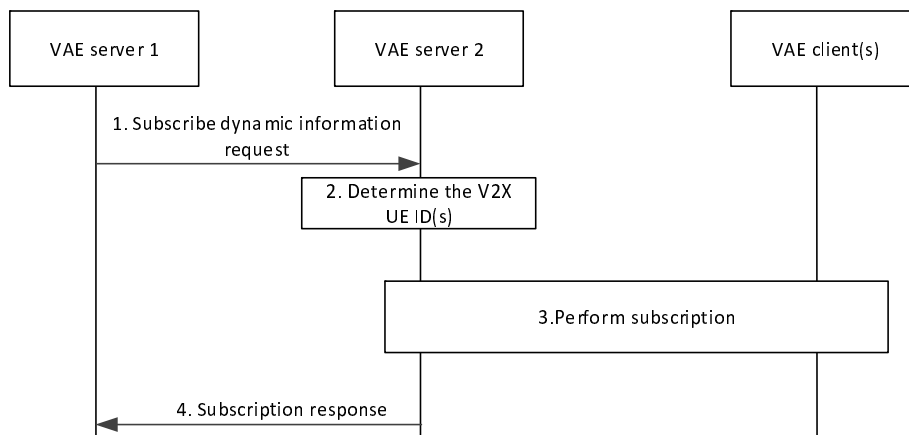 VAE server 1
VAE server 2
VAE client(s)
1. Subscribe dynamic information
request
2. Determine the V2X
UE ID(s)
3.Perform subscription
4. Subscription response